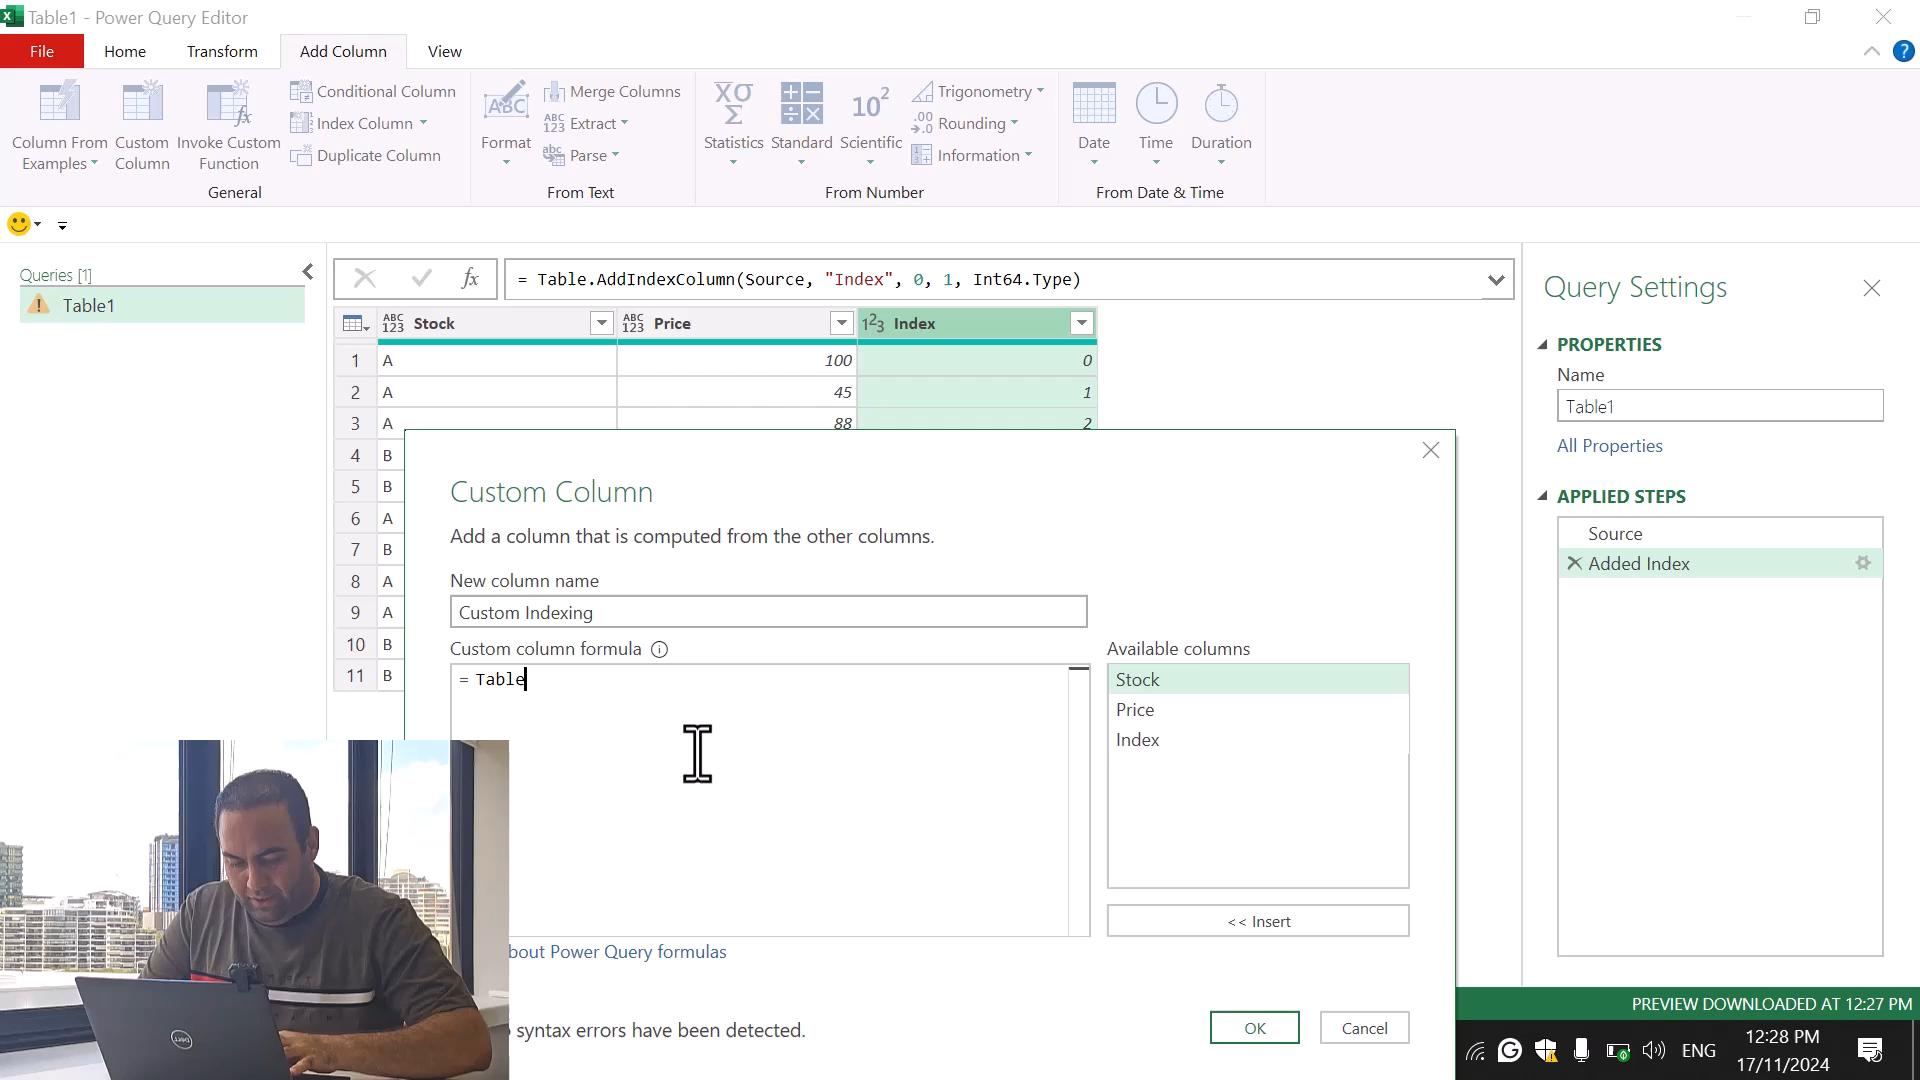 Table1 - Power Query Editor
File Home Transform Add Column View
Column From Examples
Custom Column
Invoke Custom Function
Conditional Column
Index Column
Duplicate Column
General
Format
Merge Columns
Extract
Parse
From Text
Statistics
Standard
Scientific
Trigonometry
Rounding
Information
From Number
Date
Time
Duration
From Date & Time
Queries [1]
Table1
= Table.AddIndexColumn(Source, "Index", 0, 1, Int64.Type)
ABC 123 Stock ABC 123 Price 123 Index
1 A 100 0
2 A 45 1
3 A 88 2
4 B
5 B
6 A
7 B
8 A
9 A
10 B
11 B
Custom Column
Add a column that is computed from the other columns.
New column name
Custom Indexing
Custom column formula
= Table
Available columns
Stock
Price
Index
<< Insert
bout Power Query formulas
syntax errors have been detected.
OK
Cancel
Query Settings
PROPERTIES
Name
Table1
All Properties
APPLIED STEPS
Source
Added Index
PREVIEW DOWNLOADED AT 12:27 PM
ENG
12:28 PM
17/11/2024
DELL